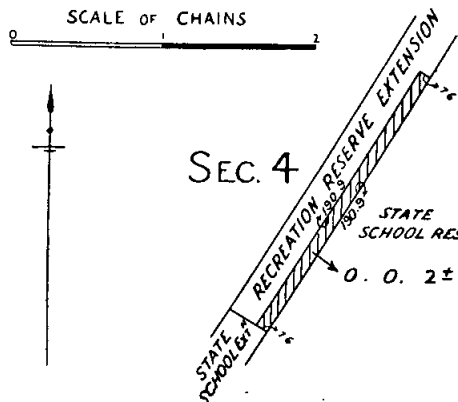 SCALE OF CHAINS
0 1 2
RECREATION RESERVE EXTENSION
76
SEC. 4
190.9
190.9
STATE
SCHOOL RES
0. 0. 2±
STATE
SCHOOL EXTN
76